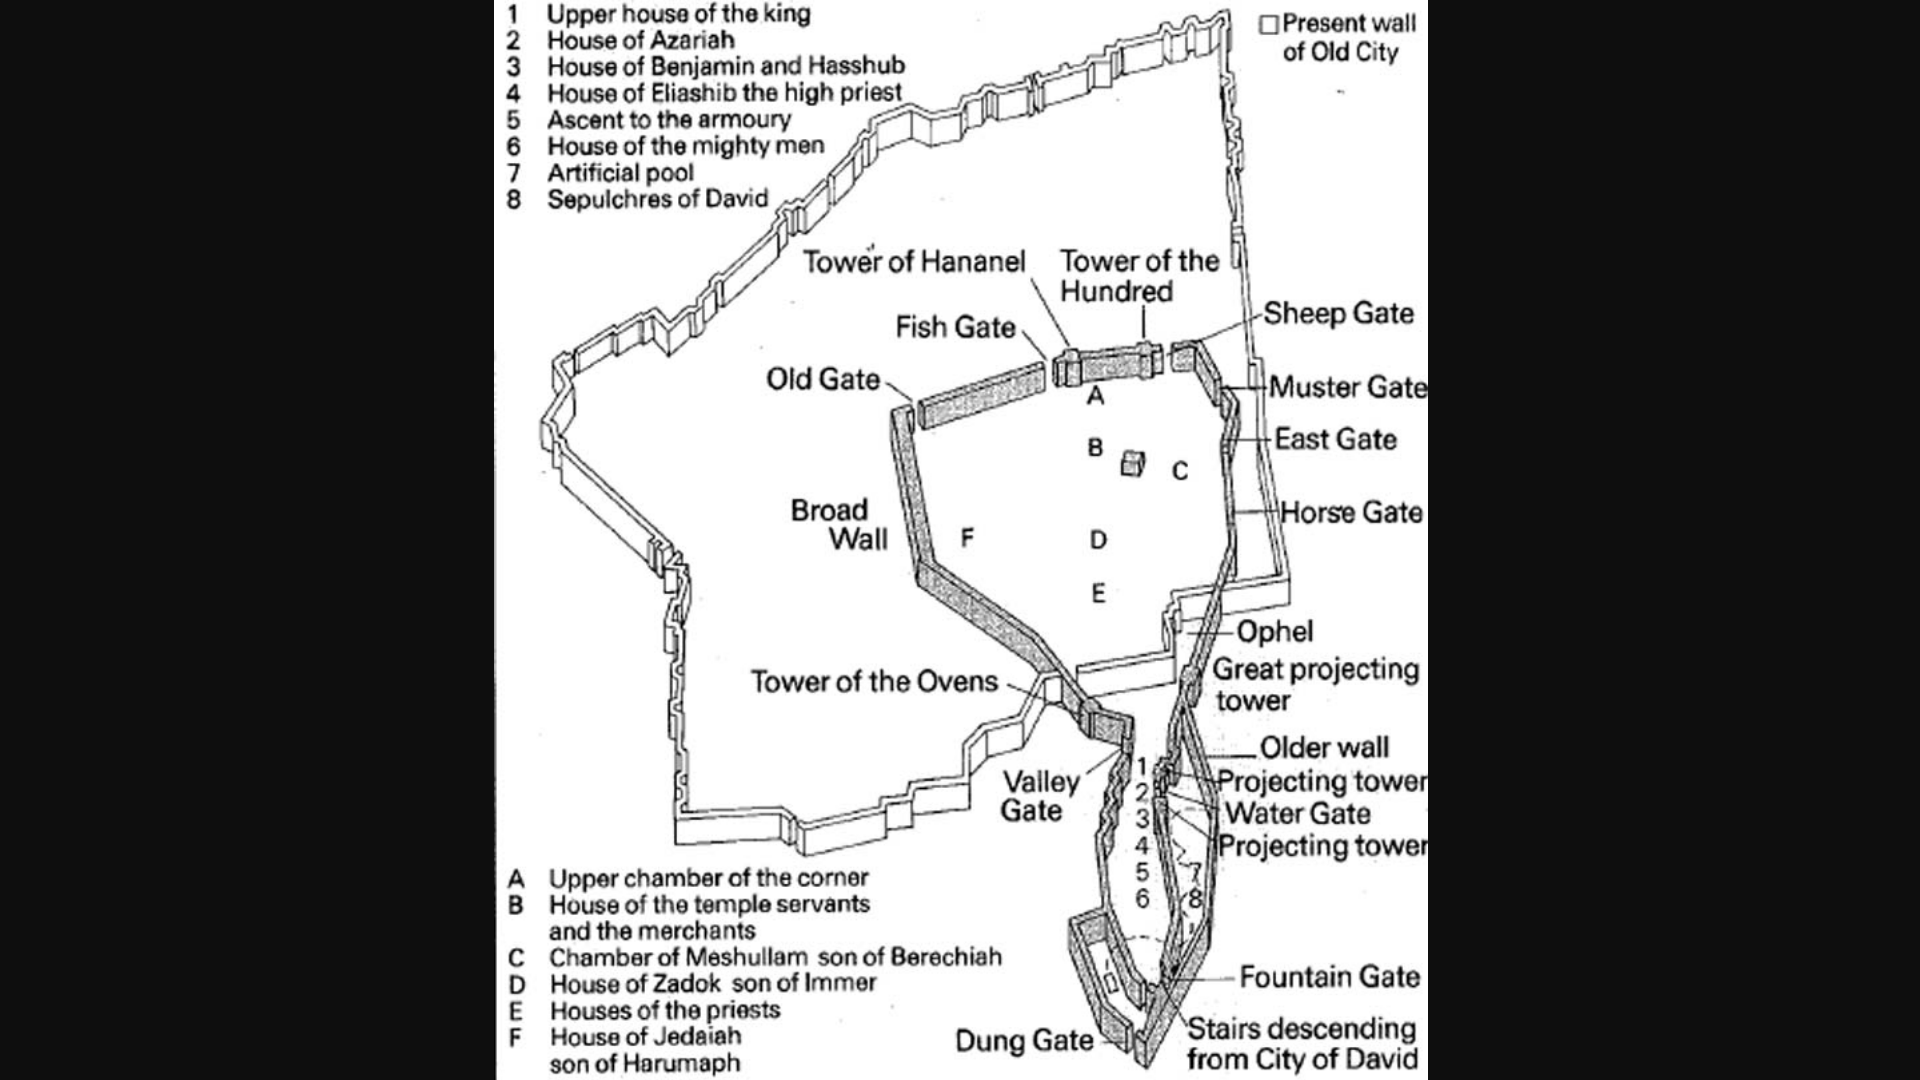 1 Upper house of the king
2 House of Azariah
3 House of Benjamin and Hasshub
4 House of Eliashib the high priest
5 Ascent to the armoury
6 House of the mighty men
7 Artificial pool
8 Sepulchres of David
Present wall
of Old City
Tower of Hananel
Tower of the
Hundred
Sheep Gate
Fish Gate
Old Gate
Muster Gate
A
East Gate
B
C
Broad
Wall
Horse Gate
F
D
E
Ophel
Great projecting
tower
Tower of the Ovens
Older wall
Valley
Gate
1
2
3
4
5
6
7
8
Projecting tower
Water Gate
Projecting tower
A Upper chamber of the corner
B House of the temple servants
and the merchants
C Chamber of Meshullam son of Berechiah
D House of Zadok son of Immer
E Houses of the priests
F House of Jedaiah
son of Harumaph
Fountain Gate
Dung Gate
Stairs descending
from City of David